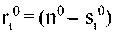 r_i^0 = (n^0 − s_i^0)